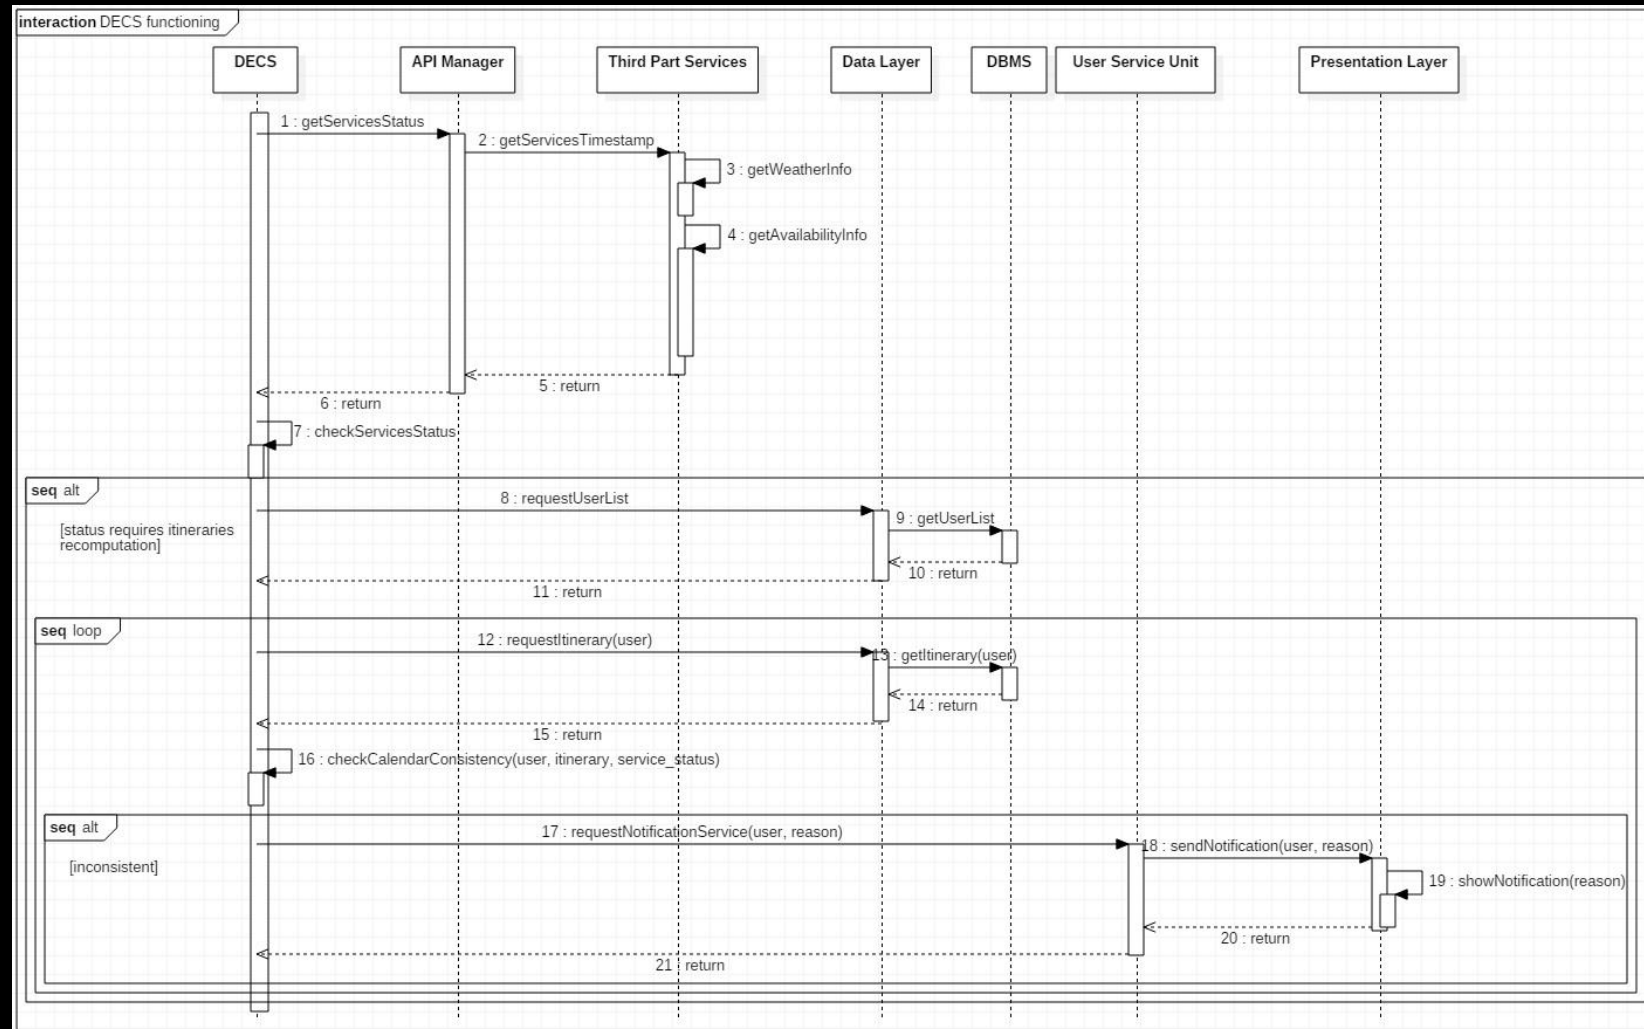 interaction DECS functioning
DECS
API Manager
Third Part Services
Data Layer
DBMS
User Service Unit
Presentation Layer
1 : getServicesStatus
2 : getServicesTimestamp
3 : getWeatherInfo
4 : getAvailabilityInfo
5 : return
6 : return
7 : checkServicesStatus
seq alt
[status requires itineraries
recomputation]
8 : requestUserList
9 : getUserList
10 : return
11 : return
seq loop
12 : requestItinerary(user)
13 : getItinerary(user)
14 : return
15 : return
16 : checkCalendarConsistency(user, itinerary, service_status)
seq alt
[inconsistent]
17 : requestNotificationService(user, reason)
18 : sendNotification(user, reason)
19 : showNotification(reason)
20 : return
21 : return